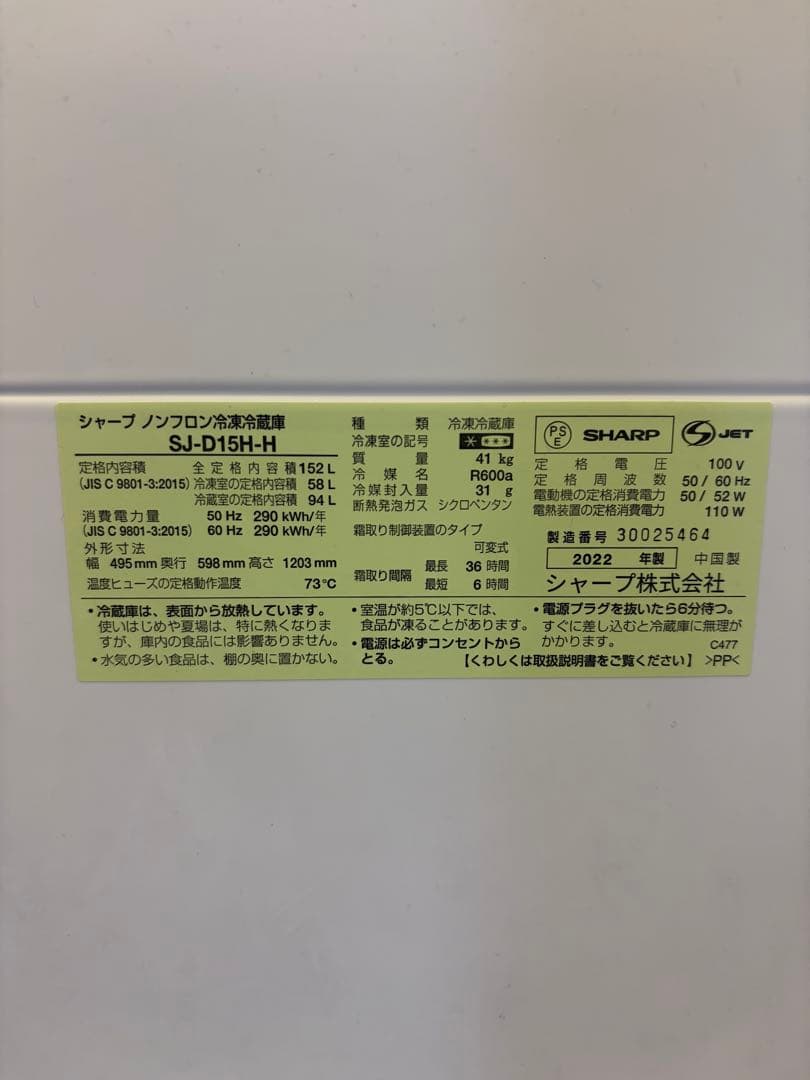 シャープ ノンフロン冷凍冷蔵庫
SJ-D15H-H
定格内容積 全定格内容積 152 L
(JIS C 9801-3:2015) 冷凍室の定格内容積 58 L
冷蔵室の定格内容積 94 L
消費電力量 50 Hz 290 kWh/年
(JIS C 9801-3:2015) 60 Hz 290 kWh/年
外形寸法
幅 495 mm 奥行 598 mm 高さ 1203 mm
温度ヒューズの定格動作温度 73℃
種類 冷凍冷蔵庫
冷凍室の記号
質量 41 kg
冷媒名 R600a
冷媒封入量 31 g
断熱発泡ガス シクロペンタン
霜取り制御装置のタイプ
可変式
霜取り間隔 最長 36 時間
最短 6 時間
PS
E
SHARP
S JET
定格電圧 100 V
定格周波数 50 / 60 Hz
電動機の定格消費電力 50 / 52 W
電熱装置の定格消費電力 110 W
製造番号 30025464
2022 年製 中国製
シャープ株式会社
・冷蔵庫は、表面から放熱しています。
使いはじめや夏場は、特に熱くなりま
すが、庫内の食品には影響ありません。
・水気の多い食品は、棚の奥に置かない。
・室温が約5℃以下では、
食品が凍ることがあります。
・電源は必ずコンセントから
とる。
・電源プラグを抜いたら6分待つ。
すぐに差し込むと冷蔵庫に無理が
かかります。
C477
【くわしくは取扱説明書をご覧ください】 >PP<